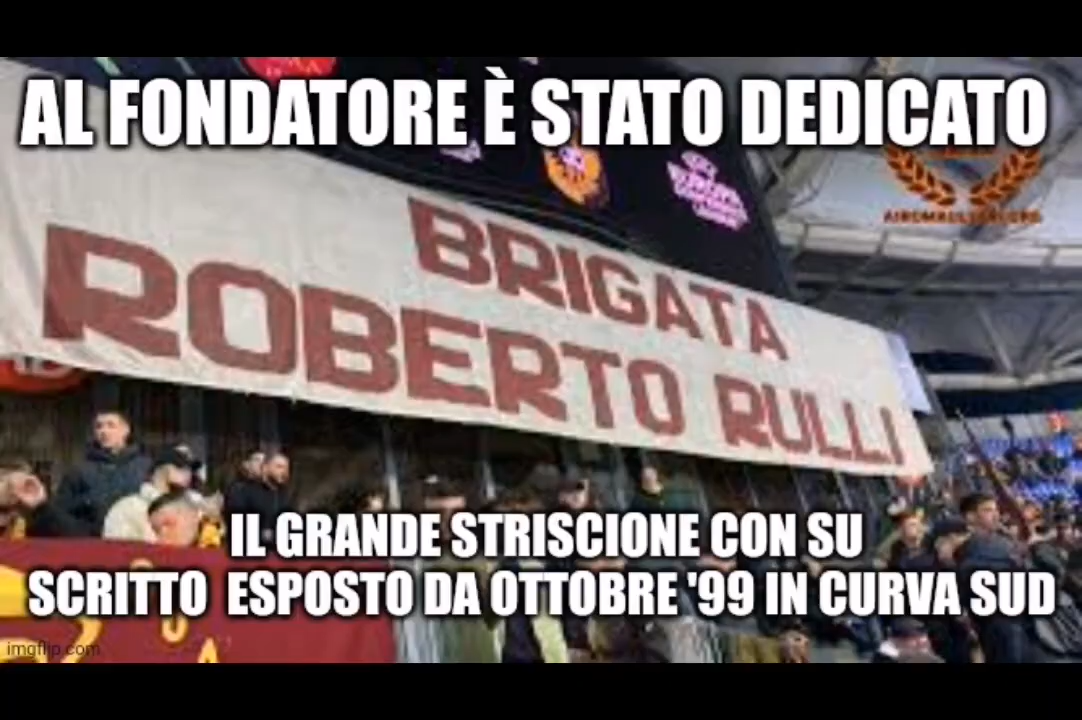 AL FONDATORE È STATO DEDICATO
BRIGATA
ROBERTO RULLI
IL GRANDE STRISCIONE CON SU
SCRITTO ESPOSTO DA OTTOBRE '99 IN CURVA SUD
imgflip.com